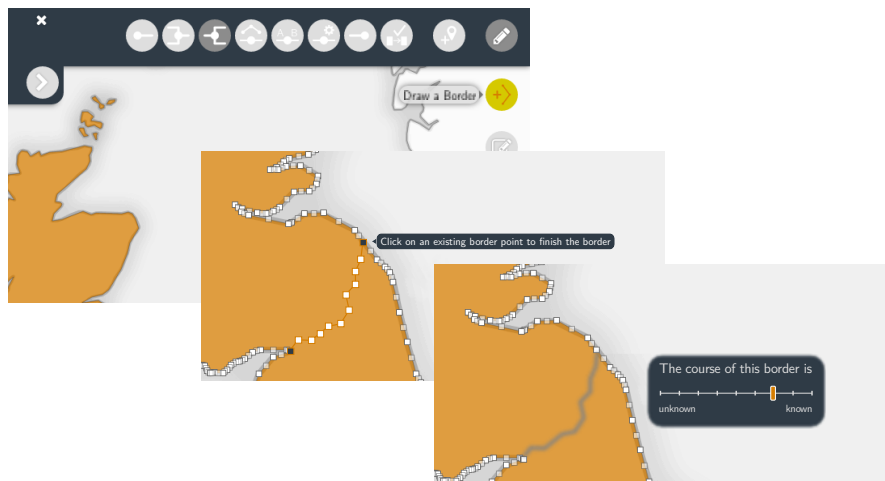 A B
Draw a Border
Click on an existing border point to finish the border
The course of this border is
unknown known